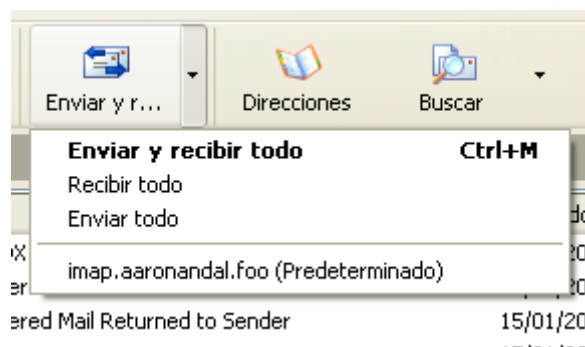 Enviar y r...
Direcciones
Buscar
Enviar y recibir todo Ctrl+M
Recibir todo
Enviar todo
imap.aaronandal.foo (Predeterminado)
ered Mail Returned to Sender 15/01/20